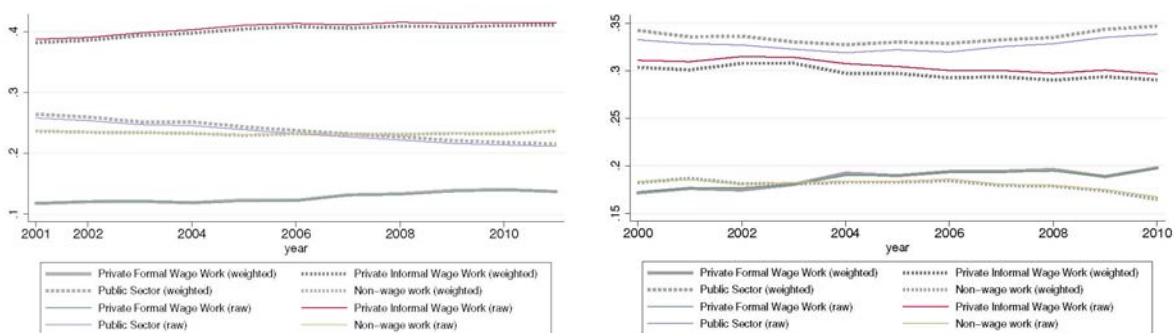 .4
.3
.2
.1
2001 2002 2004 2006 2008 2010
year
Private Formal Wage Work (weighted) Private Informal Wage Work (weighted)
Public Sector (weighted) Non-wage work (weighted)
Private Formal Wage Work (raw) Private Informal Wage Work (raw)
Public Sector (raw) Non-wage work (raw)
.35
.3
.25
.2
.15
2000 2002 2004 2006 2008 2010
year
Private Formal Wage Work (weighted) Private Informal Wage Work (weighted)
Public Sector (weighted) Non-wage work (weighted)
Private Formal Wage Work (raw) Private Informal Wage Work (raw)
Public Sector (raw) Non-wage work (raw)